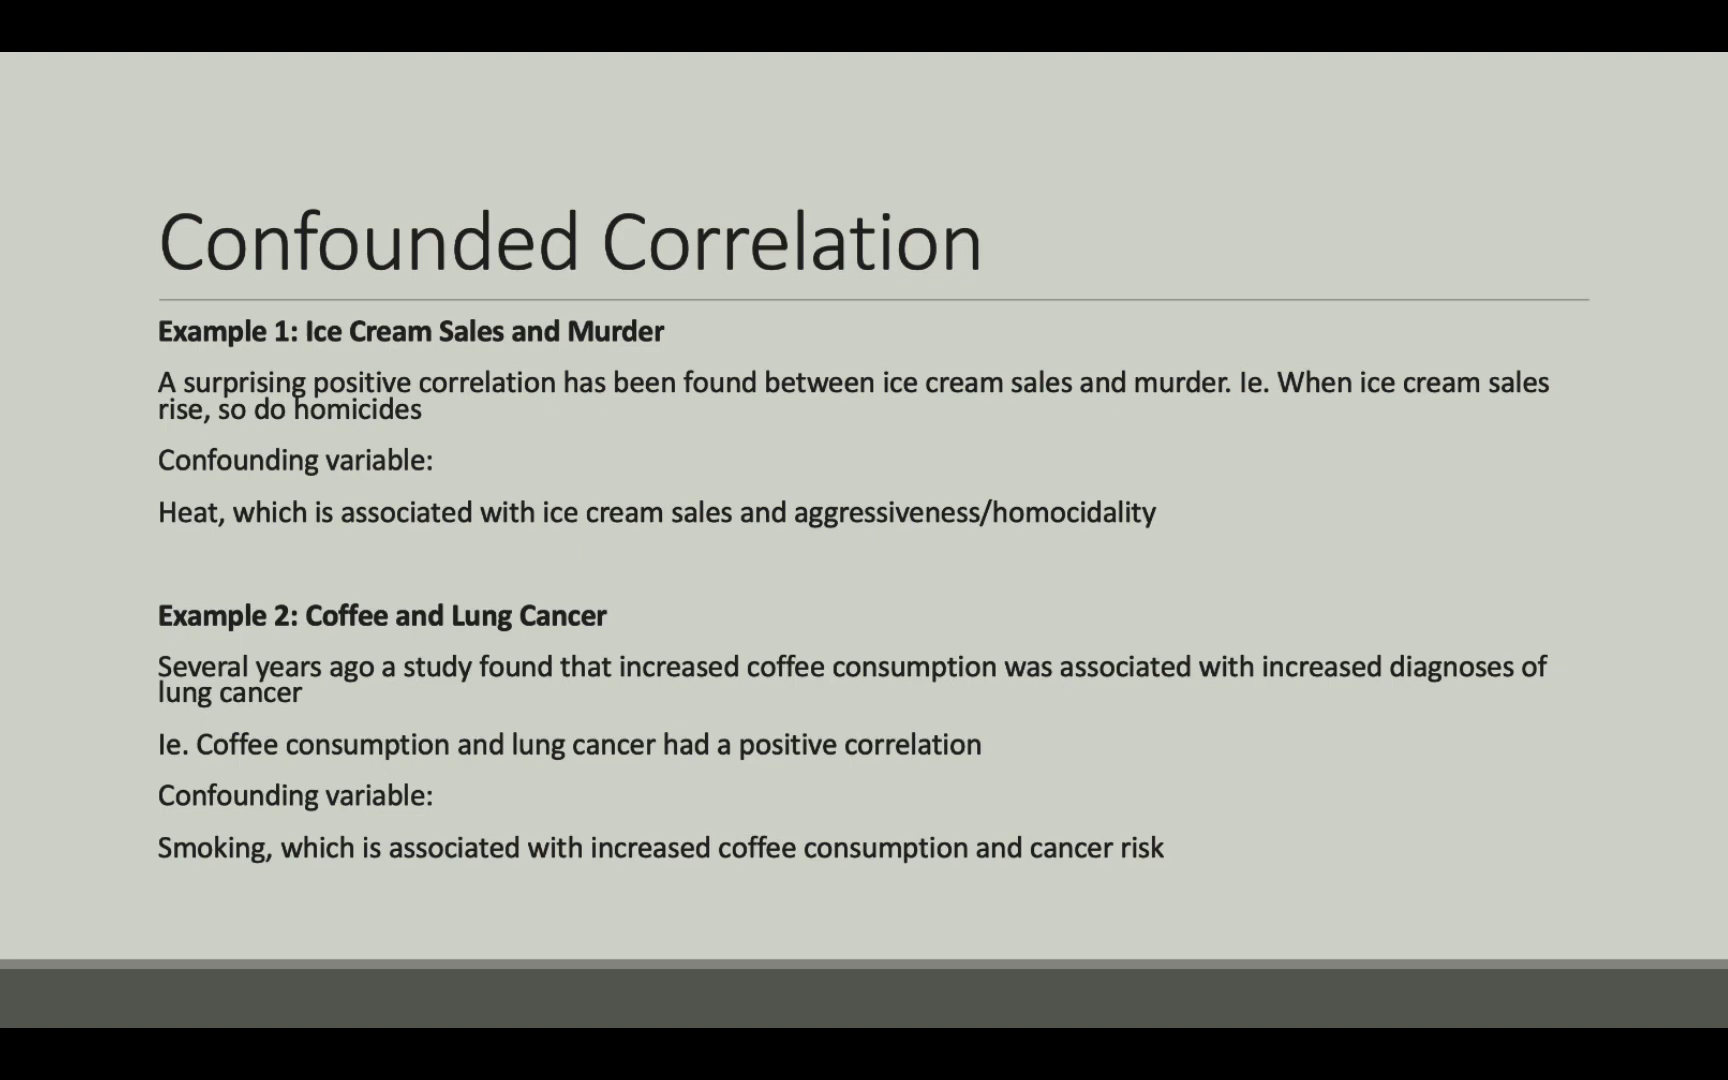 Confounded Correlation
Example 1: Ice Cream Sales and Murder
A surprising positive correlation has been found between ice cream sales and murder. Ie. When ice cream sales
rise, so do homicides
Confounding variable:
Heat, which is associated with ice cream sales and aggressiveness/homocidality
Example 2: Coffee and Lung Cancer
Several years ago a study found that increased coffee consumption was associated with increased diagnoses of
lung cancer
Ie. Coffee consumption and lung cancer had a positive correlation
Confounding variable:
Smoking, which is associated with increased coffee consumption and cancer risk